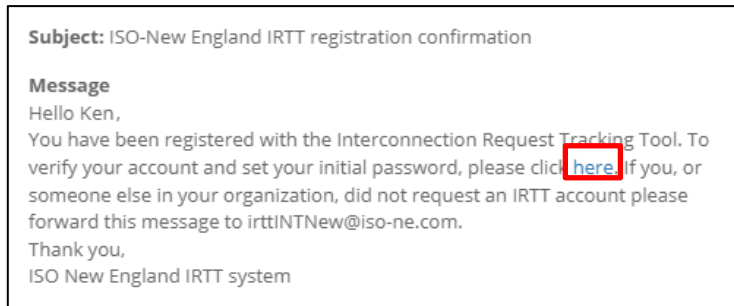 Subject: ISO-New England IRTT registration confirmation
Message
Hello Ken,
You have been registered with the Interconnection Request Tracking Tool. To
verify your account and set your initial password, please click here. If you, or
someone else in your organization, did not request an IRTT account please
forward this message to irttINTNew@iso-ne.com.
Thank you,
ISO New England IRTT system